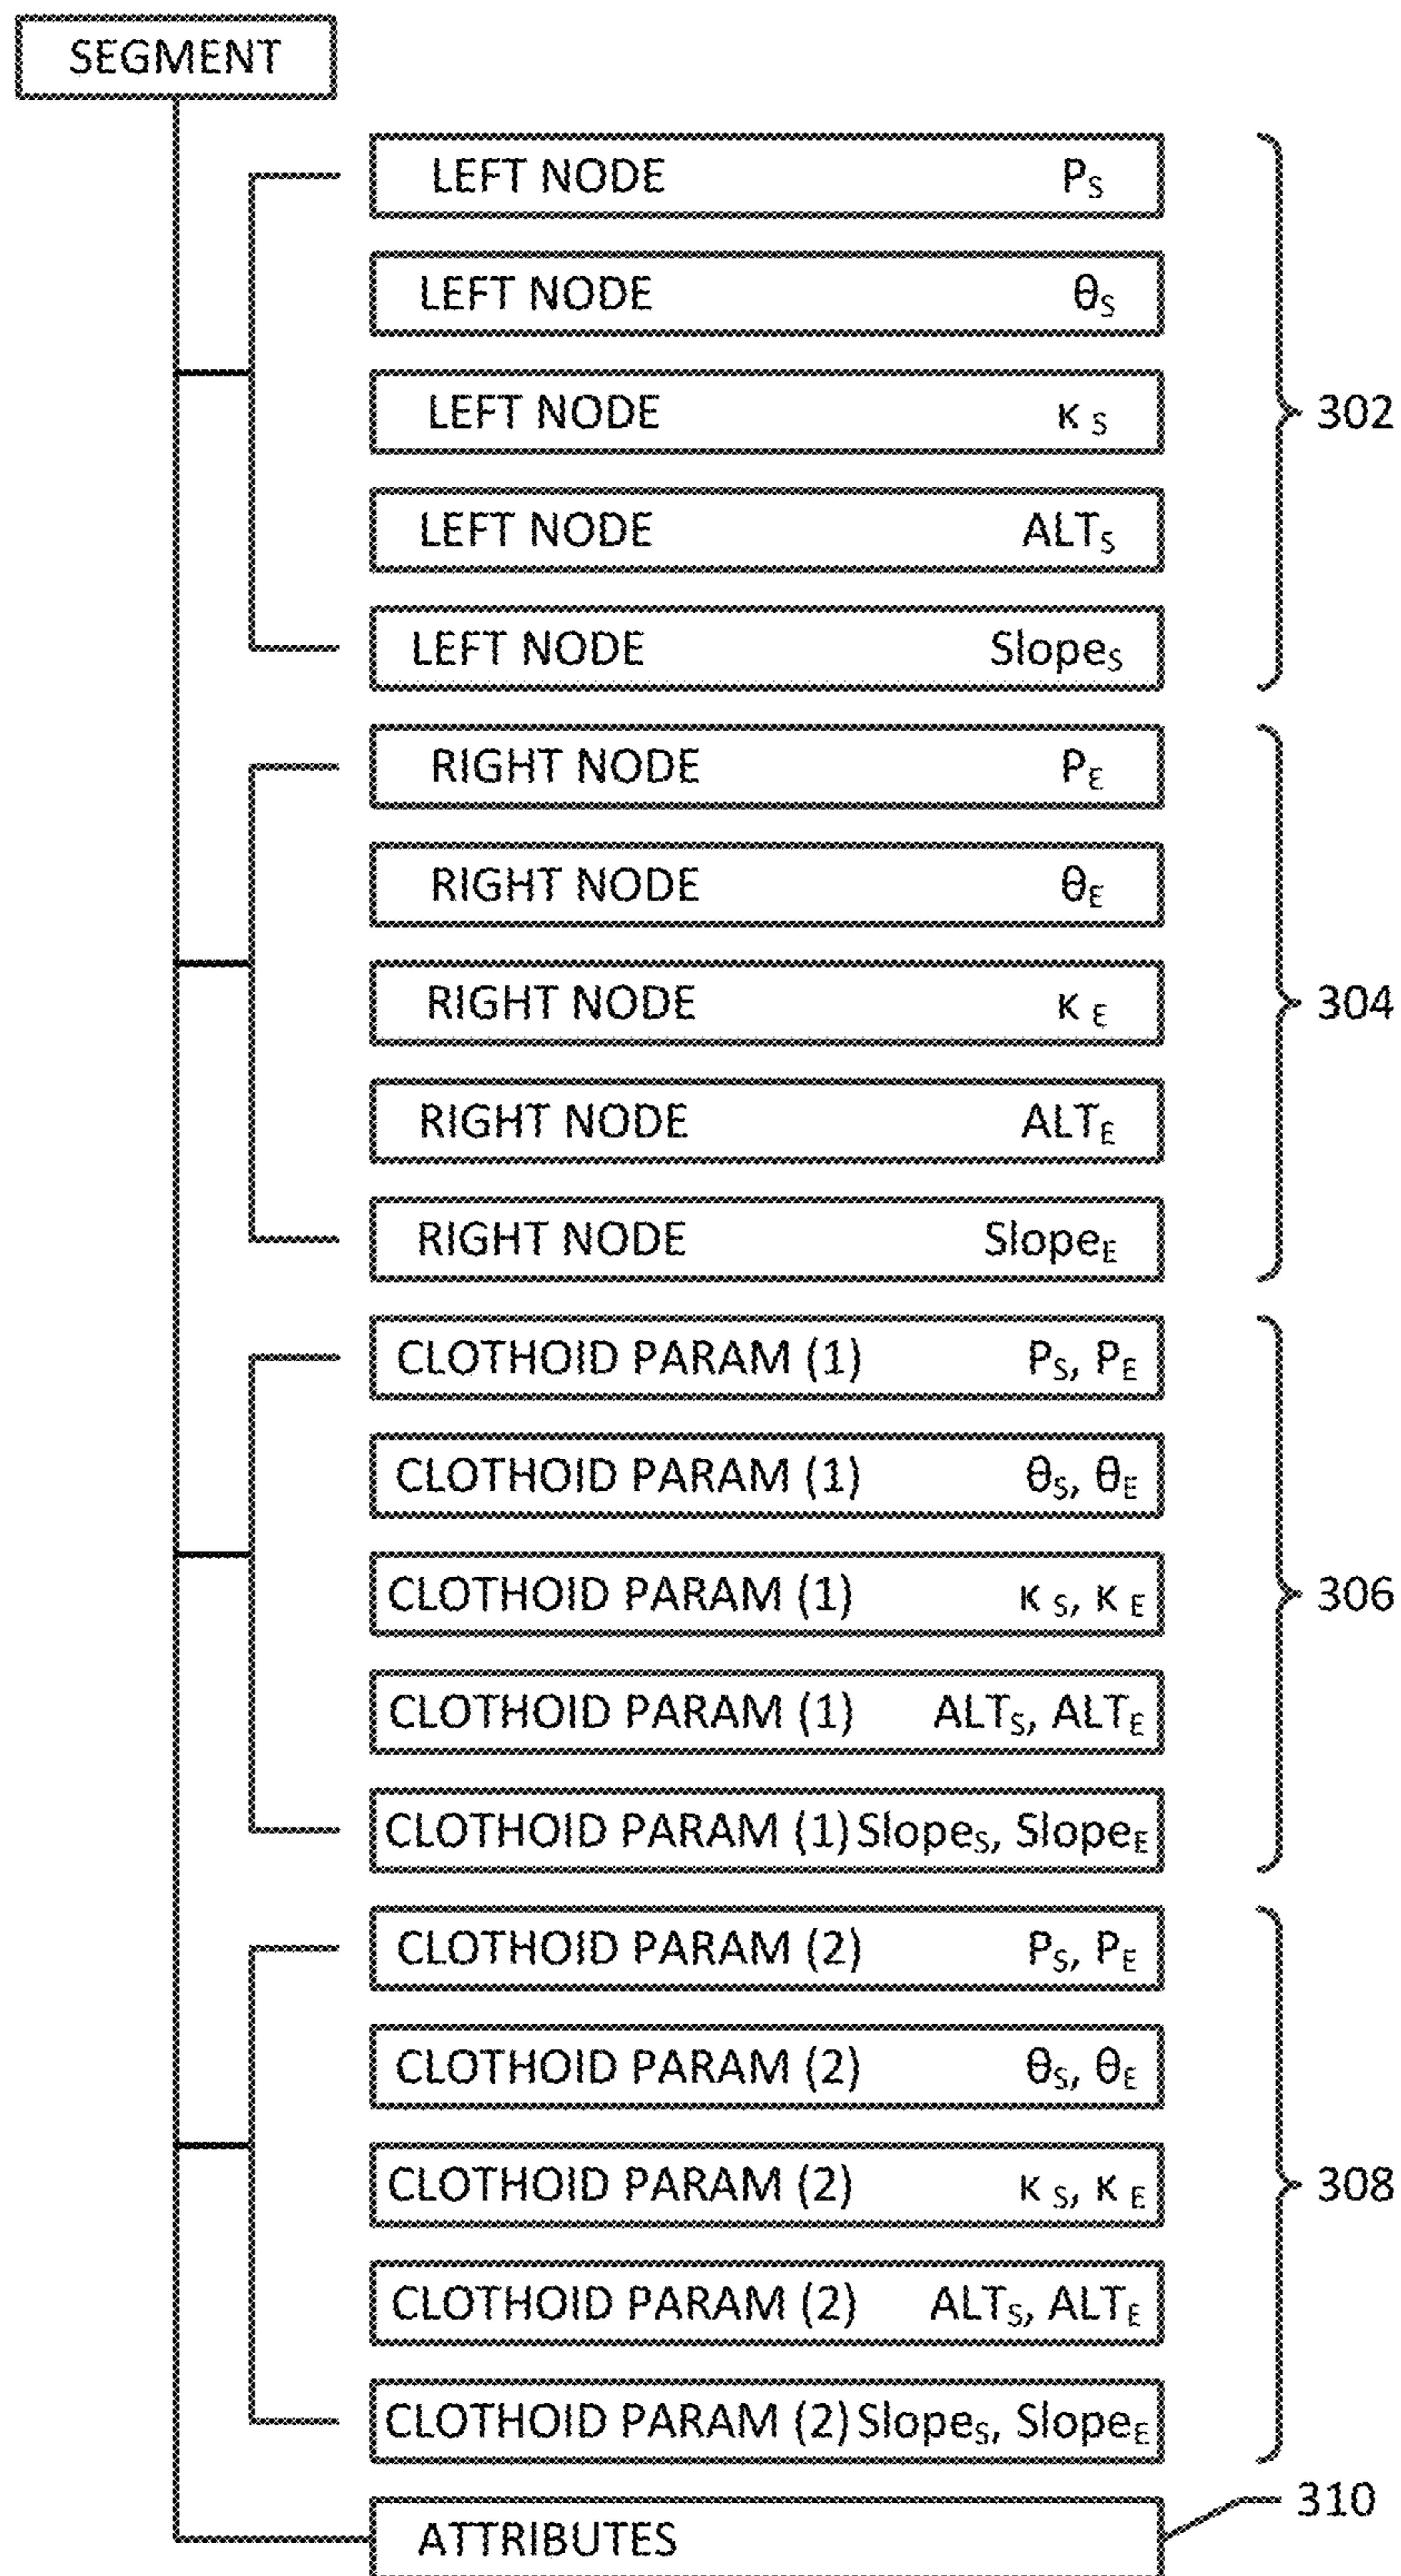 SEGMENT
LEFT NODE P_S
LEFT NODE θ_S
LEFT NODE κ_S
LEFT NODE ALT_S
LEFT NODE Slope_S
302
RIGHT NODE P_E
RIGHT NODE θ_E
RIGHT NODE κ_E
RIGHT NODE ALT_E
RIGHT NODE Slope_E
304
CLOTHOID PARAM (1) P_S, P_E
CLOTHOID PARAM (1) θ_S, θ_E
CLOTHOID PARAM (1) κ_S, κ_E
CLOTHOID PARAM (1) ALT_S, ALT_E
CLOTHOID PARAM (1) Slope_S, Slope_E
306
CLOTHOID PARAM (2) P_S, P_E
CLOTHOID PARAM (2) θ_S, θ_E
CLOTHOID PARAM (2) κ_S, κ_E
CLOTHOID PARAM (2) ALT_S, ALT_E
CLOTHOID PARAM (2) Slope_S, Slope_E
308
ATTRIBUTES
310